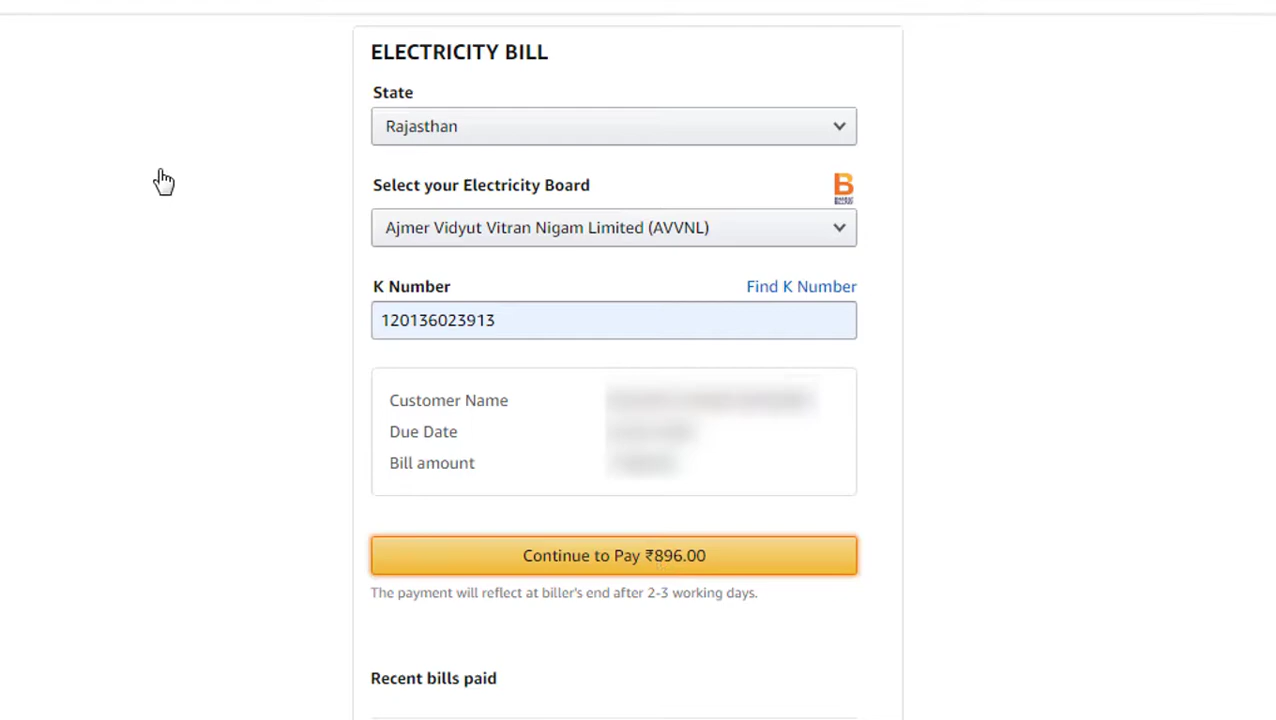 ELECTRICITY BILL
State
Rajasthan
Select your Electricity Board
B
Ajmer Vidyut Vitran Nigam Limited (AVVNL)
K Number Find K Number
120136023913
Customer Name
Due Date
Bill amount
Continue to Pay ₹896.00
The payment will reflect at biller's end after 2-3 working days.
Recent bills paid